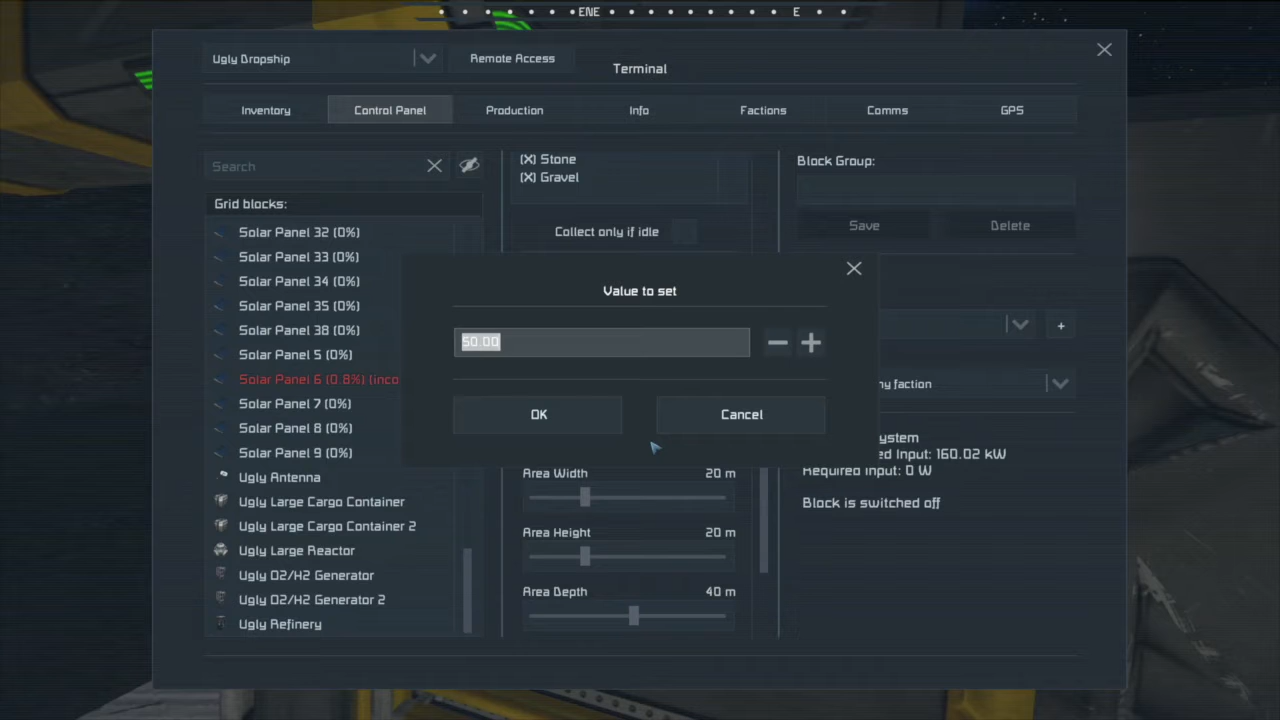 ENE E
Ugly Dropship
Remote Access
Terminal
Inventory
Control Panel
Production
Info
Factions
Comms
GPS
Search
Grid blocks:
Solar Panel 32 (0%)
Solar Panel 33 (0%)
Solar Panel 34 (0%)
Solar Panel 35 (0%)
Solar Panel 38 (0%)
Solar Panel 5 (0%)
Solar Panel 6 (0.8%) (inco
Solar Panel 7 (0%)
Solar Panel 8 (0%)
Solar Panel 9 (0%)
Ugly Antenna
Ugly Large Cargo Container
Ugly Large Cargo Container 2
Ugly Large Reactor
Ugly O2/H2 Generator
Ugly O2/H2 Generator 2
Ugly Refinery
(X) Stone
(X) Gravel
Collect only if idle
Value to set
50.00
OK
Cancel
Area Width 20 m
Area Height 20 m
Area Depth 40 m
Block Group:
Save
Delete
+
ny faction
ystem
ed Input: 160.02 kW
Required Input: 0 W
Block is switched off